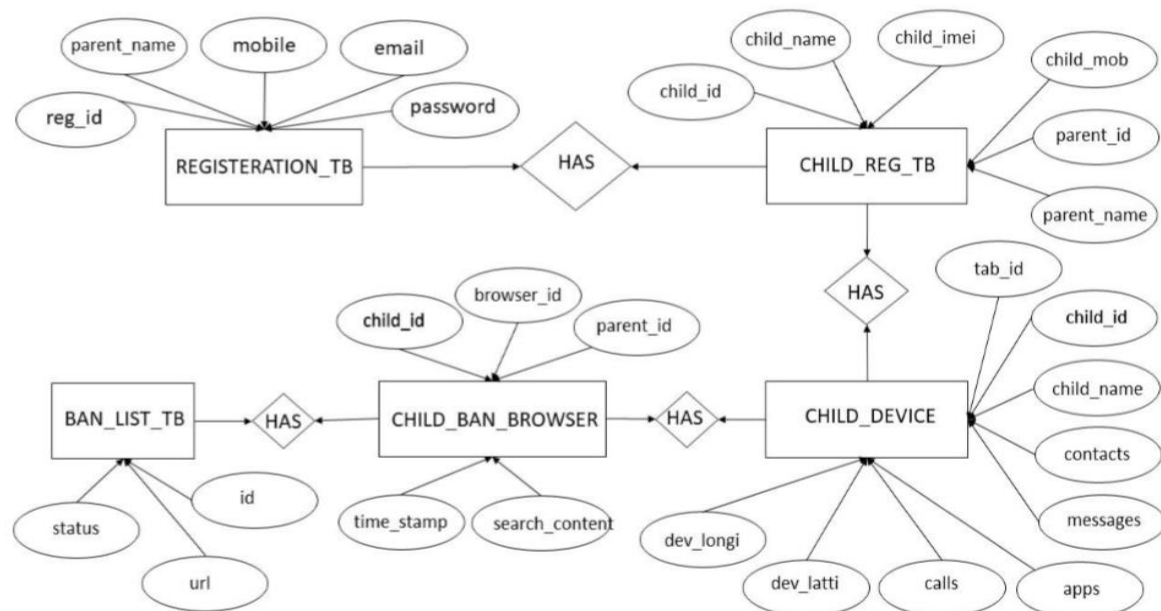 parent_name
mobile
email
reg_id
password
REGISTERATION_TB
HAS
child_name
child_imei
child_id
child_mob
parent_id
parent_name
CHILD_REG_TB
HAS
tab_id
child_id
child_name
contacts
messages
CHILD_DEVICE
dev_longi
dev_latti
calls
apps
HAS
child_id
browser_id
parent_id
CHILD_BAN_BROWSER
time_stamp
search_content
HAS
BAN_LIST_TB
status
id
url